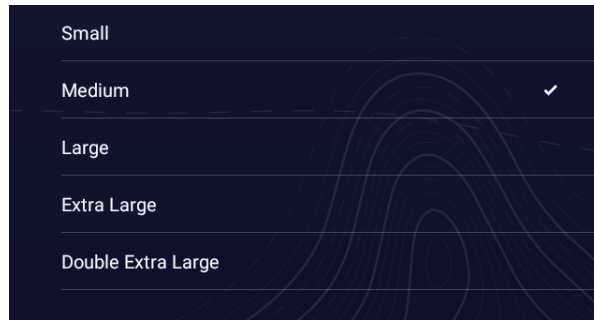 Small
Medium
Large
Extra Large
Double Extra Large